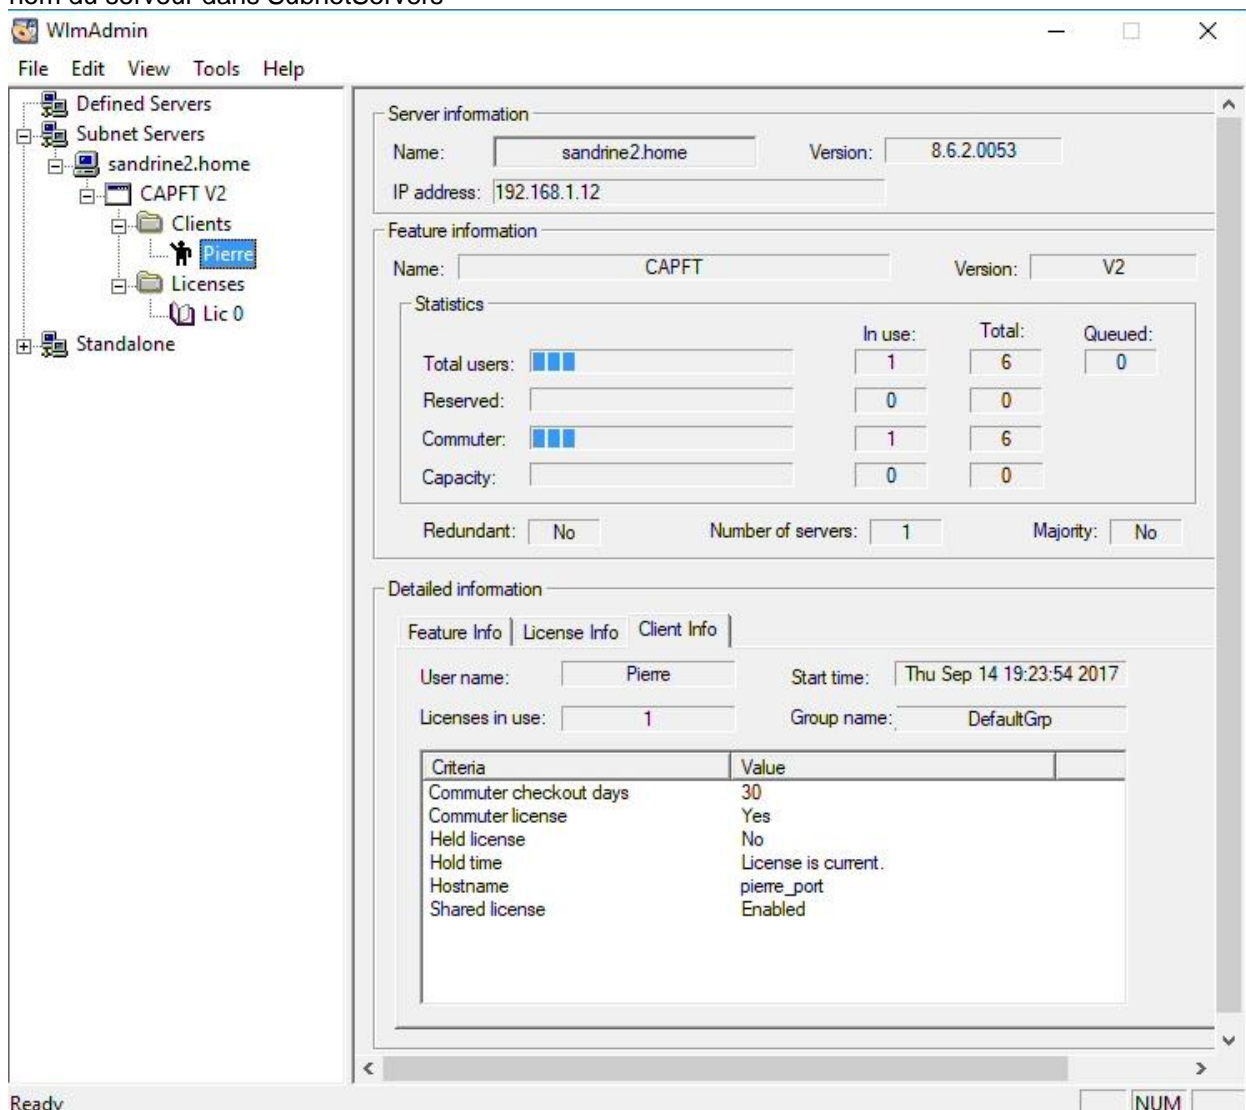 nom du serveur dans SubnetServers
WlmAdmin
File Edit View Tools Help
Defined Servers
Subnet Servers
sandrine2.home
CAPFT V2
Clients
Pierre
Licenses
Lic 0
Standalone
Server information
Name: sandrine2.home Version: 8.6.2.0053
IP address: 192.168.1.12
Feature information
Name: CAPFT Version: V2
Statistics
In use: Total: Queued:
Total users: 1 6 0
Reserved: 0 0
Commuter: 1 6
Capacity: 0 0
Redundant: No Number of servers: 1 Majority: No
Detailed information
Feature Info License Info Client Info
User name: Pierre Start time: Thu Sep 14 19:23:54 2017
Licenses in use: 1 Group name: DefaultGrp
Criteria Value
Commuter checkout days 30
Commuter license Yes
Held license No
Hold time License is current.
Hostname pierre_port
Shared license Enabled
Ready NUM